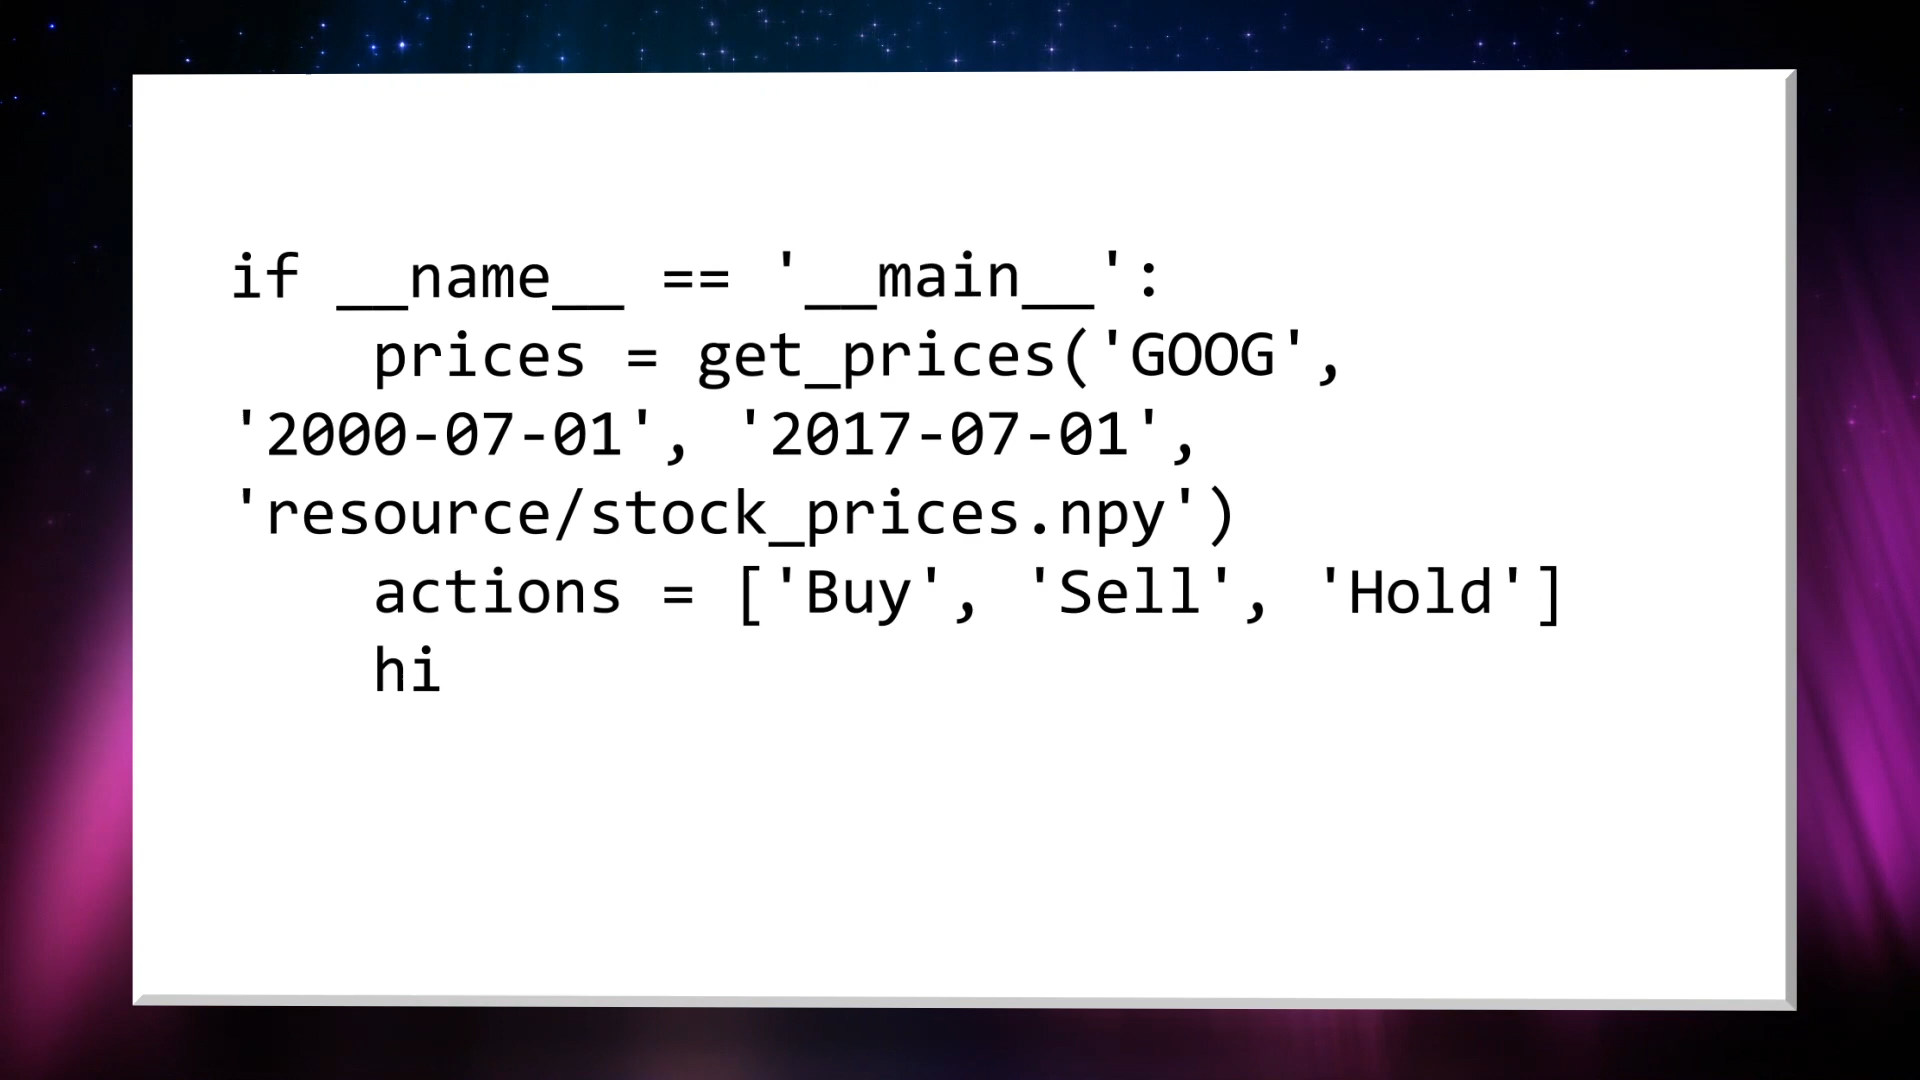 if __name__ == '__main__':
    prices = get_prices('GOOG',
'2000-07-01', '2017-07-01',
'resource/stock_prices.npy')
    actions = ['Buy', 'Sell', 'Hold']
    hi